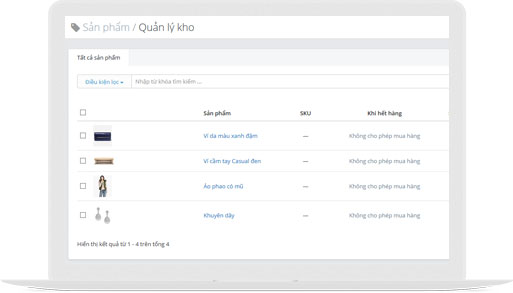 Sản phẩm / Quản lý kho
Tất cả sản phẩm
Điều kiện lọc
Nhập từ khóa tìm kiếm ...
Sản phẩm SKU Khi hết hàng
Ví da màu xanh đậm — Không cho phép mua hàng
Ví cầm tay Casual đen — Không cho phép mua hàng
Áo phao có mũ — Không cho phép mua hàng
Khuyên dây — Không cho phép mua hàng
Hiển thị kết quả từ 1 - 4 trên tổng 4